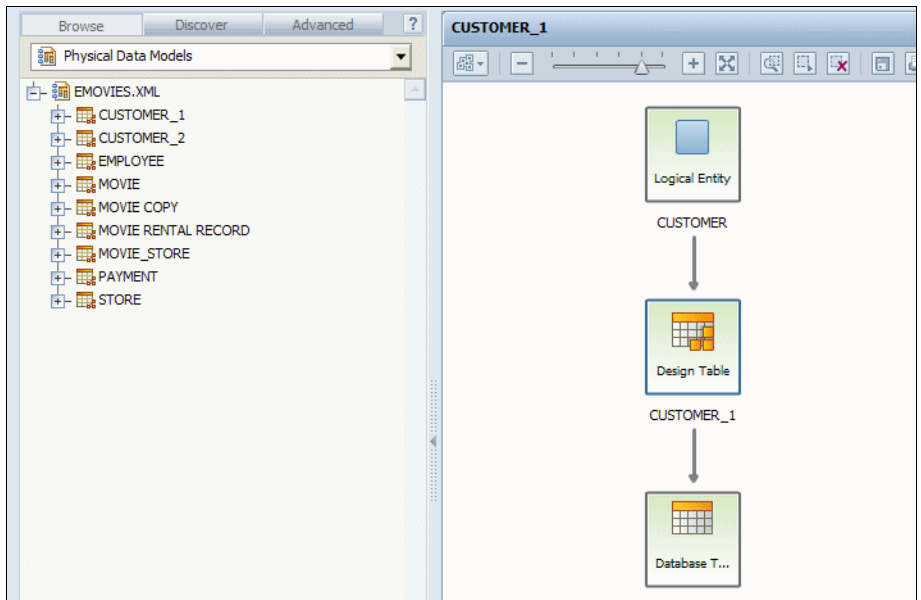 Browse
Discover
Advanced
?
Physical Data Models
EMOVIES.XML
CUSTOMER_1
CUSTOMER_2
EMPLOYEE
MOVIE
MOVIE COPY
MOVIE RENTAL RECORD
MOVIE_STORE
PAYMENT
STORE
CUSTOMER_1
Logical Entity
CUSTOMER
Design Table
CUSTOMER_1
Database T...